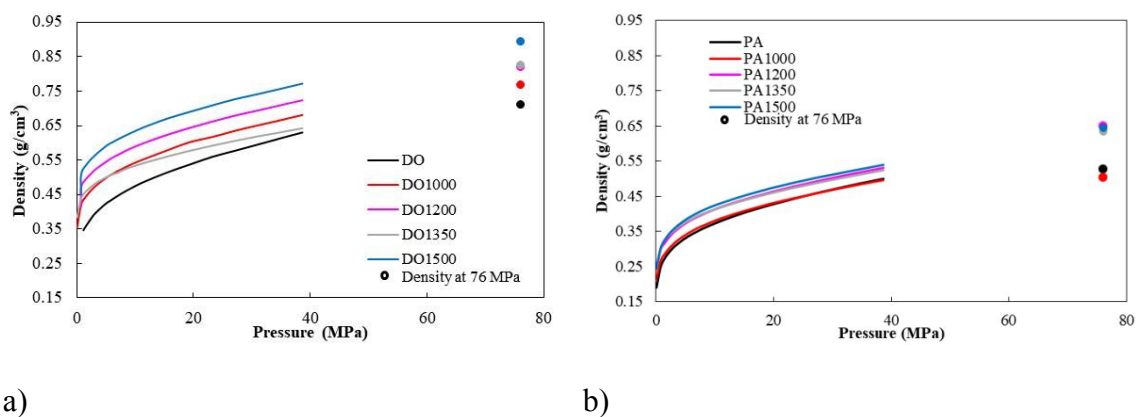 0.95
0.85
0.75
0.65
0.55
0.45
0.35
0.25
0.15
Density (g/cm³)
DO
DO1000
DO1200
DO1350
DO1500
Density at 76 MPa
0 20 40 60 80
Pressure (MPa)
a)
0.95
0.85
0.75
0.65
0.55
0.45
0.35
0.25
0.15
Density (g/cm³)
PA
PA1000
PA1200
PA1350
PA1500
Density at 76 MPa
0 20 40 60 80
Pressure (MPa)
b)